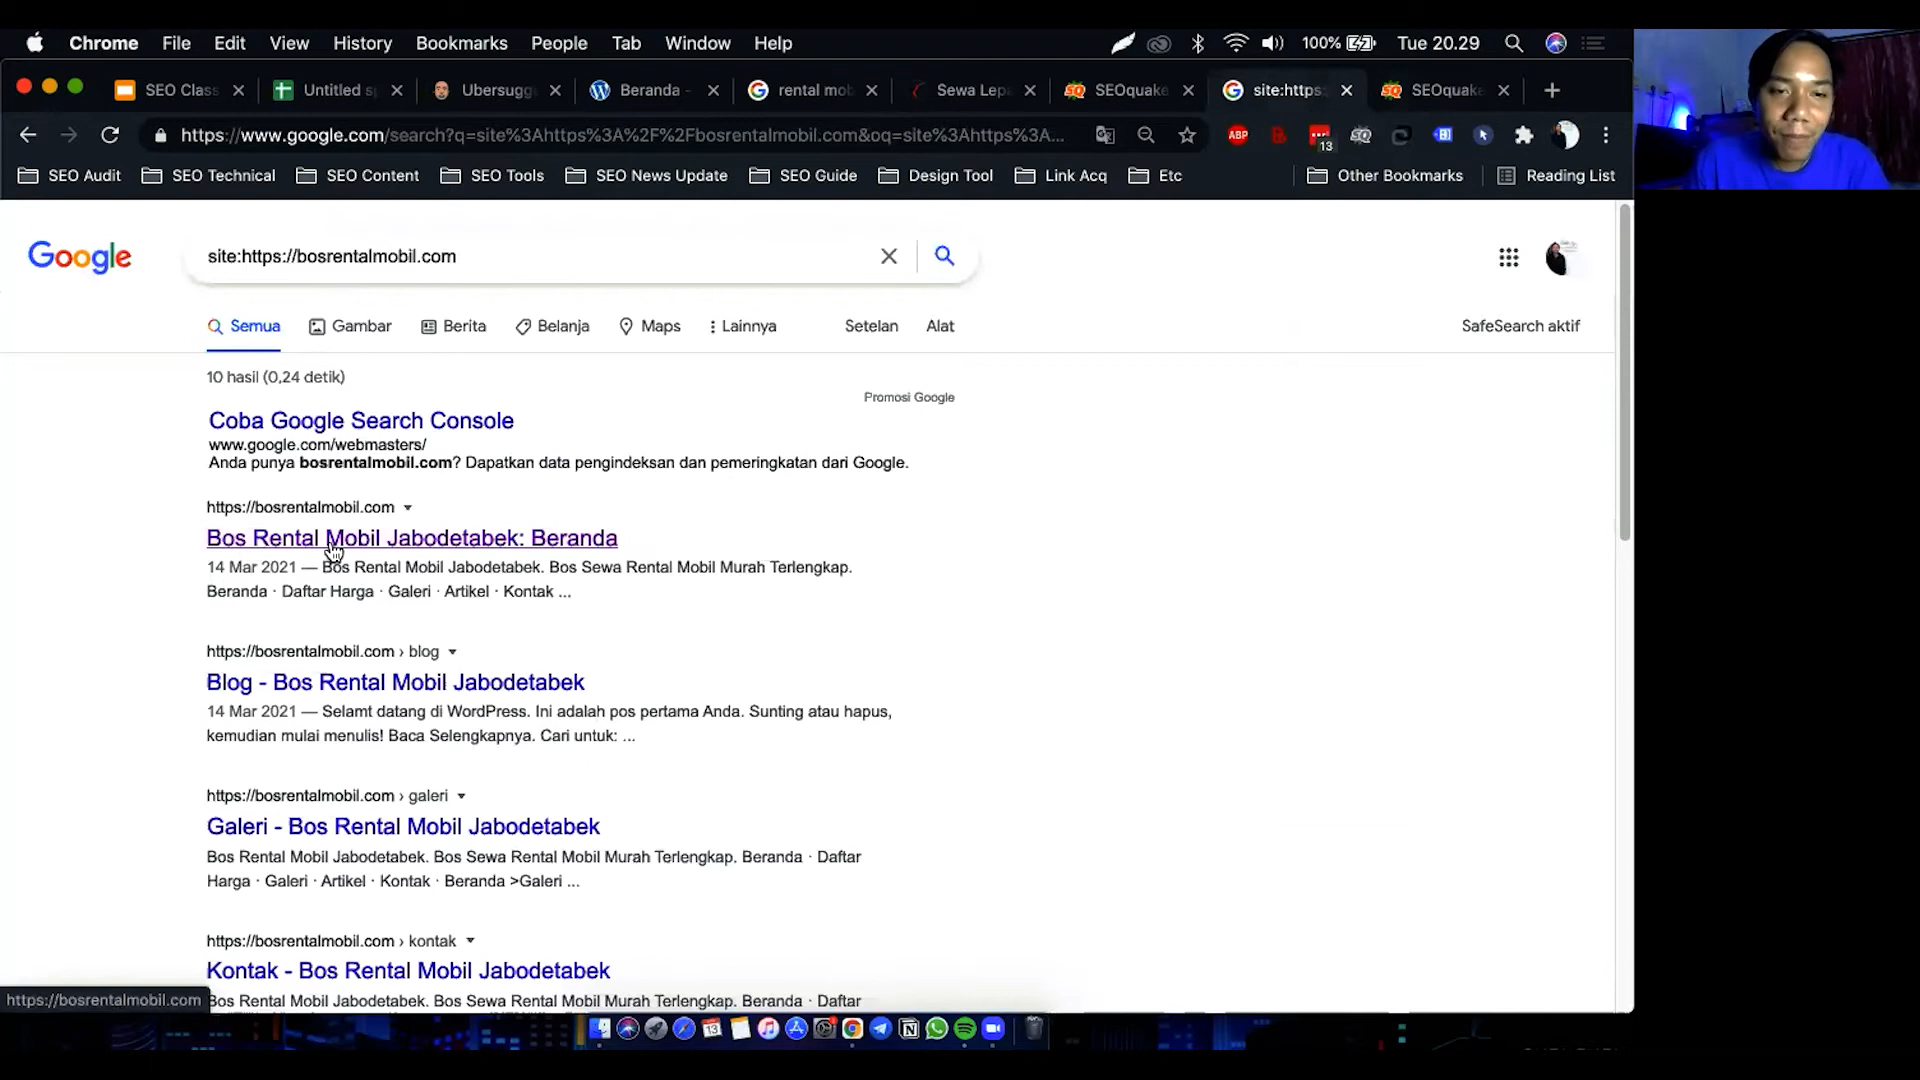 Chrome File Edit View History Bookmarks People Tab Window Help 100% Tue 20.29
SEO Class Untitled s Ubersugg Beranda - rental mob Sewa Lepa SEOquake site:https: SEOquake
https://www.google.com/search?q=site%3Ahttps%3A%2F%2Fbosrentalmobil.com&oq=site%3Ahttps%3A...
ABP 13
SEO Audit SEO Technical SEO Content SEO Tools SEO News Update SEO Guide Design Tool Link Acq Etc Other Bookmarks Reading List
Google site:https://bosrentalmobil.com
Semua Gambar Berita Belanja Maps Lainnya Setelan Alat SafeSearch aktif
10 hasil (0,24 detik)
Promosi Google
Coba Google Search Console
www.google.com/webmasters/
Anda punya bosrentalmobil.com? Dapatkan data pengindeksan dan pemeringkatan dari Google.
https://bosrentalmobil.com
Bos Rental Mobil Jabodetabek: Beranda
14 Mar 2021 — Bos Rental Mobil Jabodetabek. Bos Sewa Rental Mobil Murah Terlengkap.
Beranda · Daftar Harga · Galeri · Artikel · Kontak ...
https://bosrentalmobil.com › blog
Blog - Bos Rental Mobil Jabodetabek
14 Mar 2021 — Selamt datang di WordPress. Ini adalah pos pertama Anda. Sunting atau hapus,
kemudian mulai menulis! Baca Selengkapnya. Cari untuk: ...
https://bosrentalmobil.com › galeri
Galeri - Bos Rental Mobil Jabodetabek
Bos Rental Mobil Jabodetabek. Bos Sewa Rental Mobil Murah Terlengkap. Beranda · Daftar
Harga · Galeri · Artikel · Kontak · Beranda >Galeri ...
https://bosrentalmobil.com › kontak
Kontak - Bos Rental Mobil Jabodetabek
Bos Rental Mobil Jabodetabek. Bos Sewa Rental Mobil Murah Terlengkap. Beranda · Daftar
https://bosrentalmobil.com
13